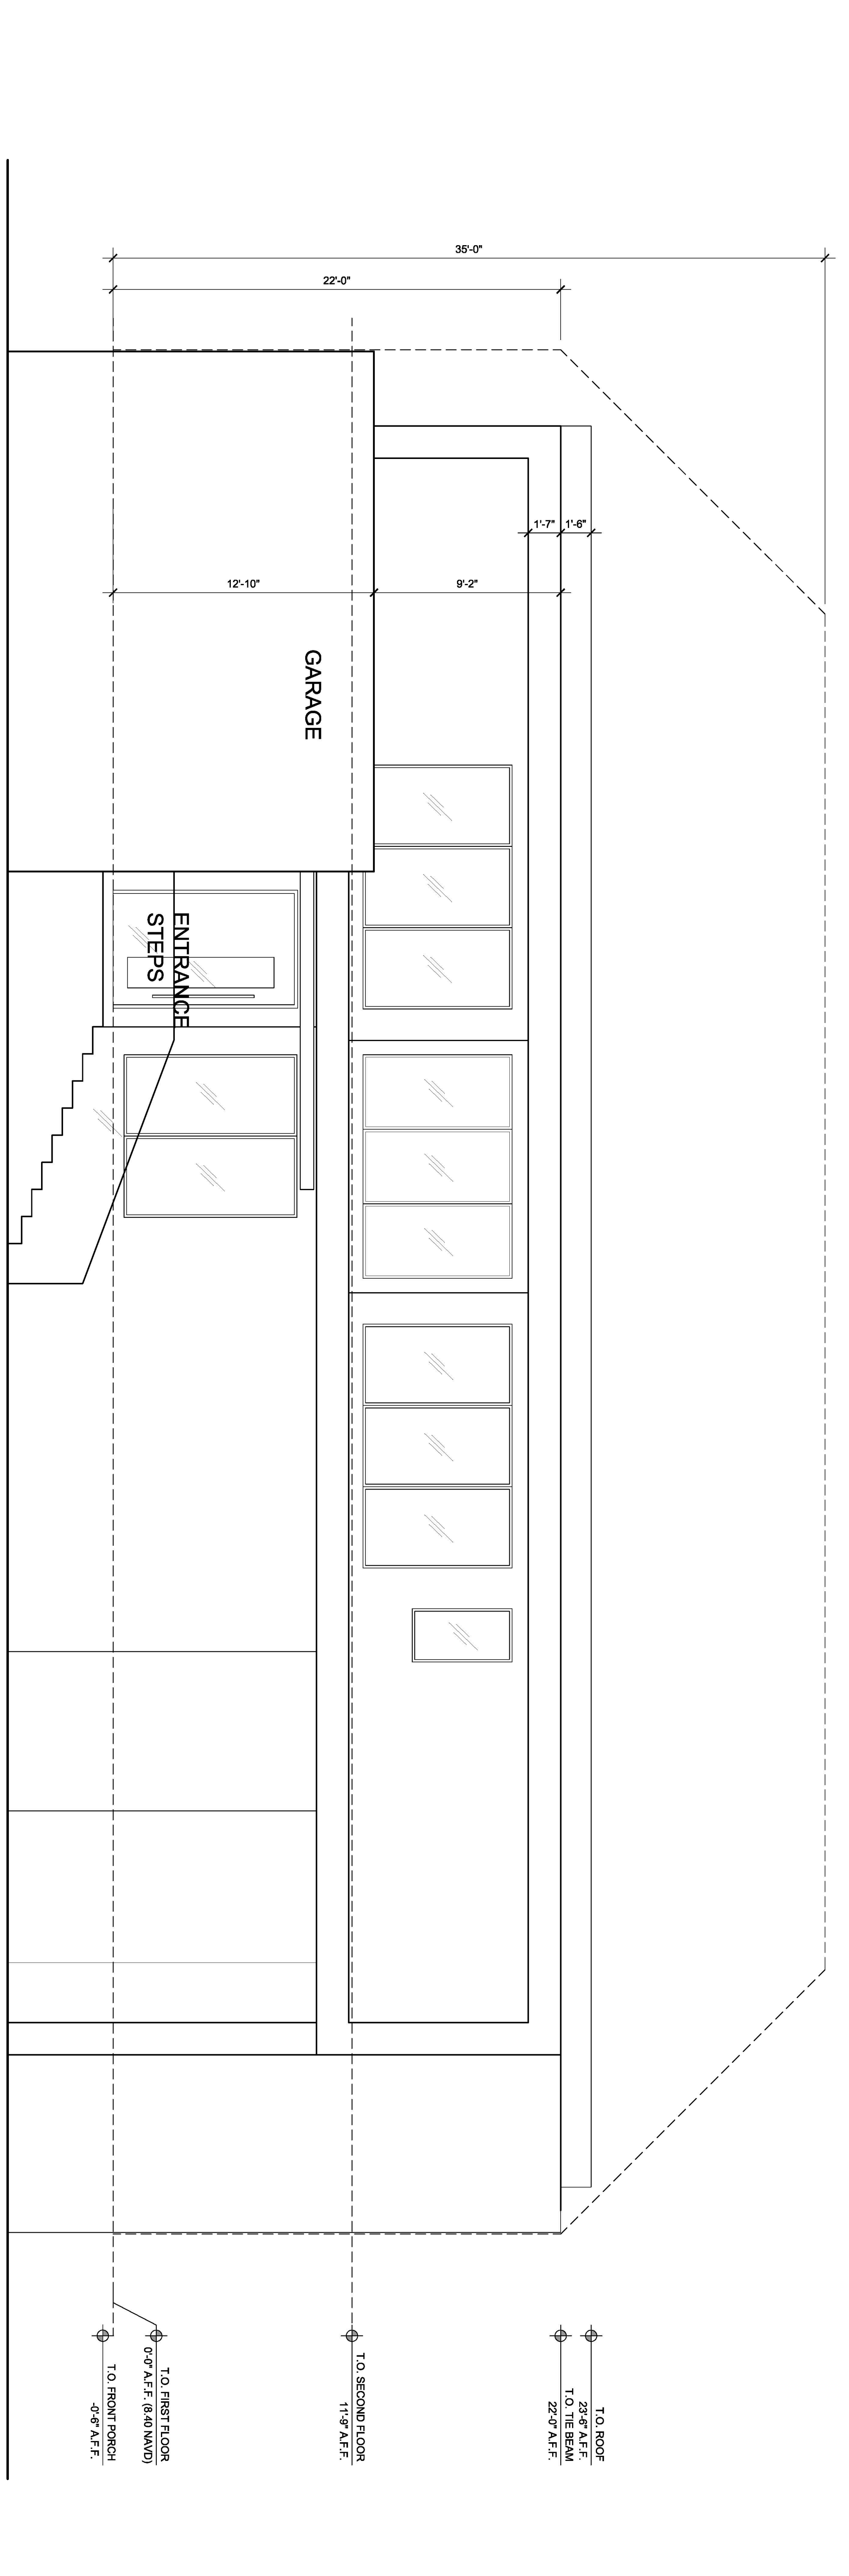 35'-0"
22'-0"
1'-7"
1'-6"
12'-10"
9'-2"
GARAGE
ENTRANCE
STEPS
T.O. ROOF
23'-6" A.F.F.
T.O. TIE BEAM
22'-0" A.F.F.
T.O. SECOND FLOOR
11'-9" A.F.F.
T.O. FIRST FLOOR
0'-0" A.F.F. (8.40 NAVD)
T.O. FRONT PORCH
-0'-6" A.F.F.